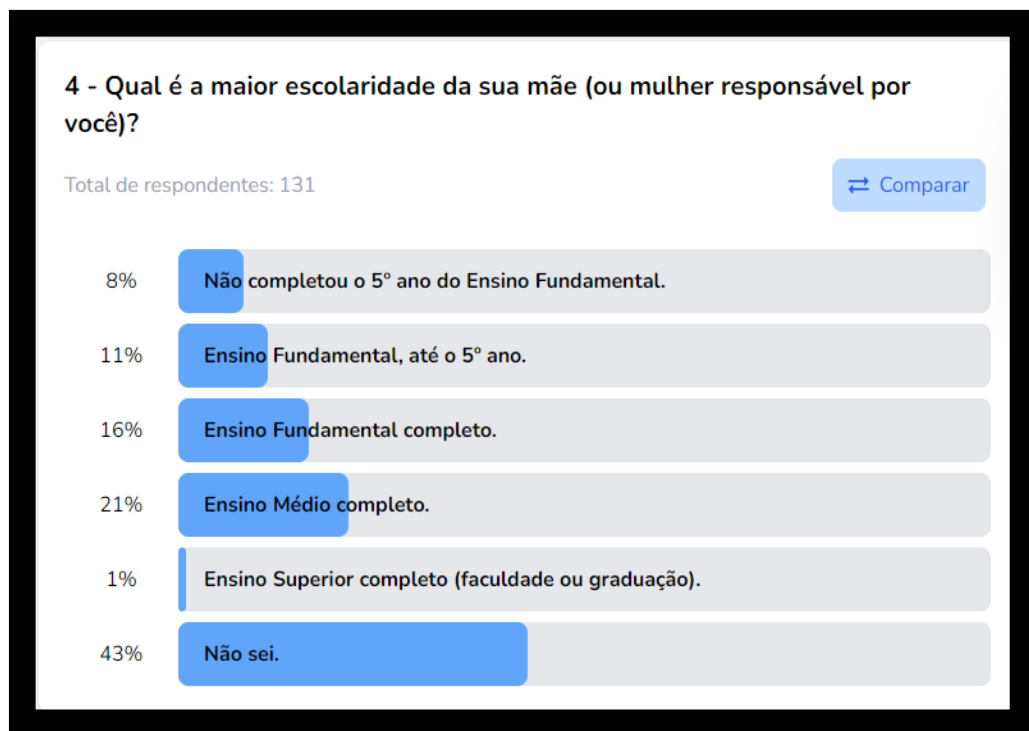 4 - Qual é a maior escolaridade da sua mãe (ou mulher responsável por
você)?
Total de respondentes: 131
Comparar
8% Não completou o 5º ano do Ensino Fundamental.
11% Ensino Fundamental, até o 5º ano.
16% Ensino Fundamental completo.
21% Ensino Médio completo.
1% Ensino Superior completo (faculdade ou graduação).
43% Não sei.